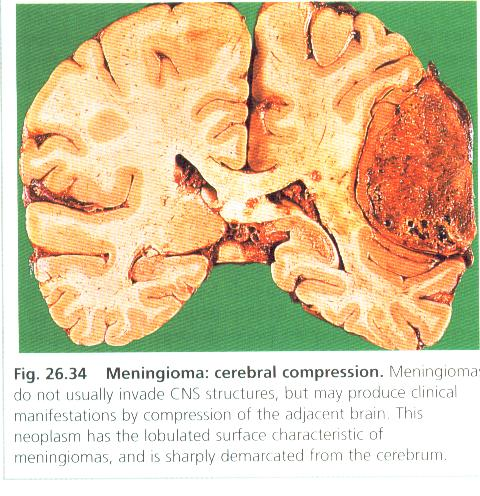 Fig. 26.34 Meningioma: cerebral compression. Meningiomas
do not usually invade CNS structures, but may produce clinical
manifestations by compression of the adjacent brain. This
neoplasm has the lobulated surface characteristic of
meningiomas, and is sharply demarcated from the cerebrum.